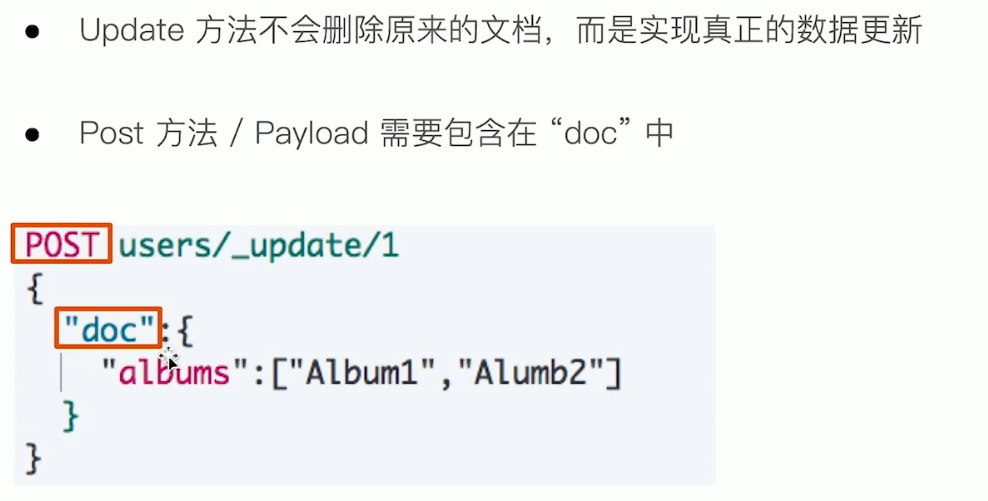 ● Update 方法不会删除原来的文档，而是实现真正的数据更新
● Post 方法 / Payload 需要包含在 “doc” 中
POST users/_update/1
{
"doc":{
"albums":["Album1","Alumb2"]
}
}